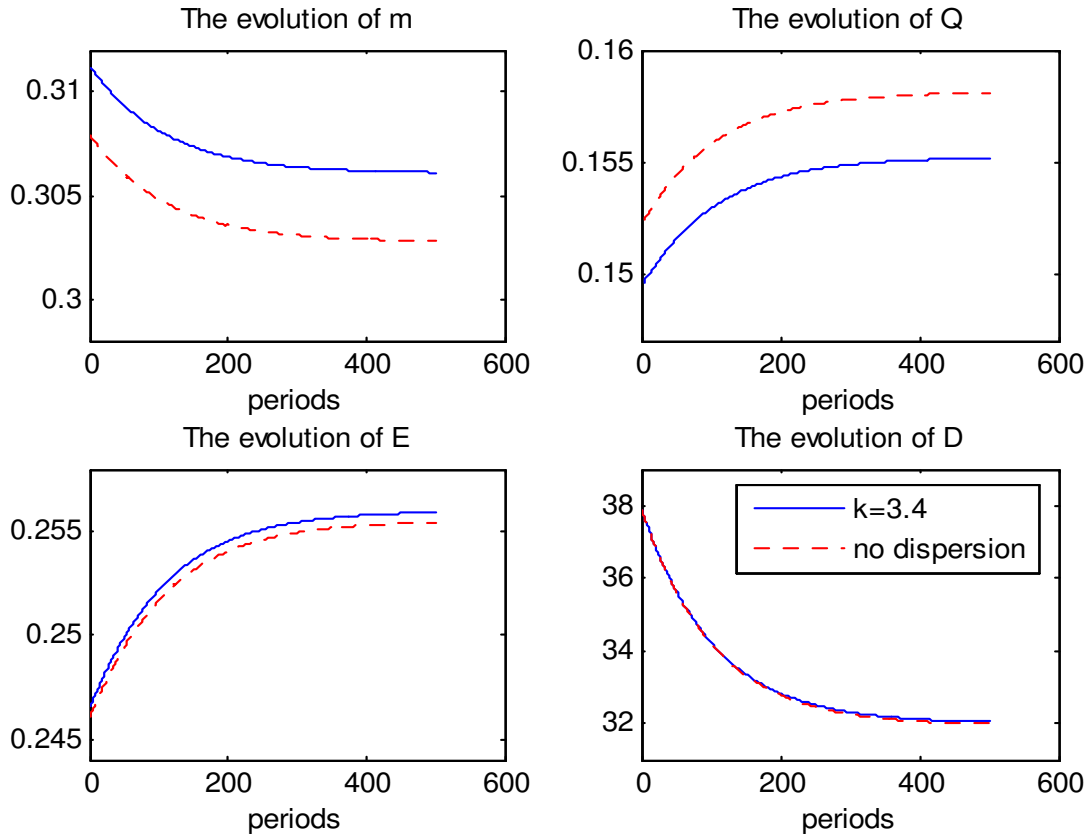 The evolution of m
0.31
0.305
0.3
0 200 400 600
periods
The evolution of Q
0.16
0.155
0.15
0 200 400 600
periods
The evolution of E
0.255
0.25
0.245
0 200 400 600
periods
The evolution of D
38
36
34
32
k=3.4
no dispersion
0 200 400 600
periods